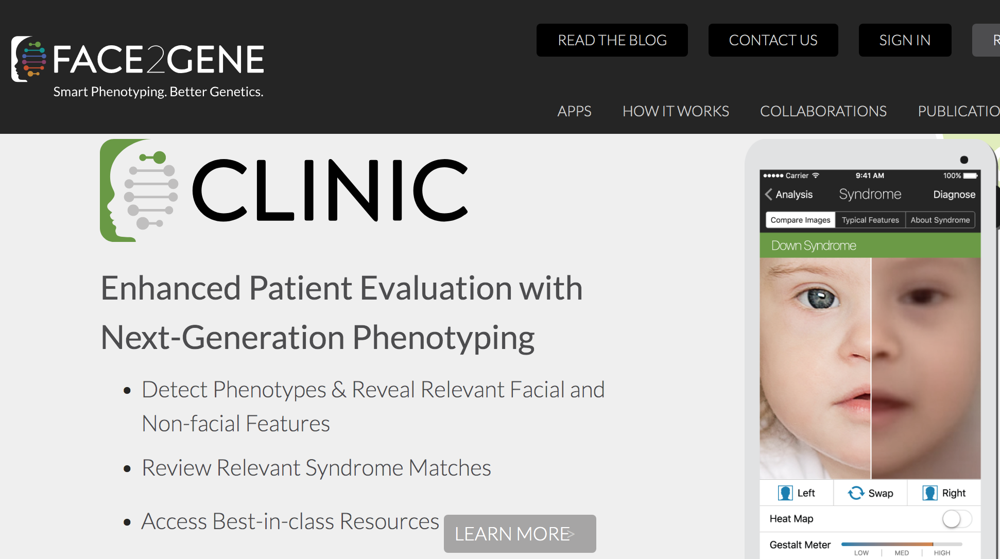 READ THE BLOG
CONTACT US
SIGN IN
R
FACE2GENE
Smart Phenotyping. Better Genetics.
APPS
HOW IT WORKS
COLLABORATIONS
PUBLICATIO
CLINIC
Enhanced Patient Evaluation with
Next-Generation Phenotyping
• Detect Phenotypes & Reveal Relevant Facial and
Non-facial Features
• Review Relevant Syndrome Matches
• Access Best-in-class Resources
LEARN MORE >
Carrier
9:41 AM
100%
Analysis
Syndrome
Diagnose
Compare Images
Typical Features
About Syndrome
Down Syndrome
Left
Swap
Right
Heat Map
Gestalt Meter
LOW | MED | HIGH